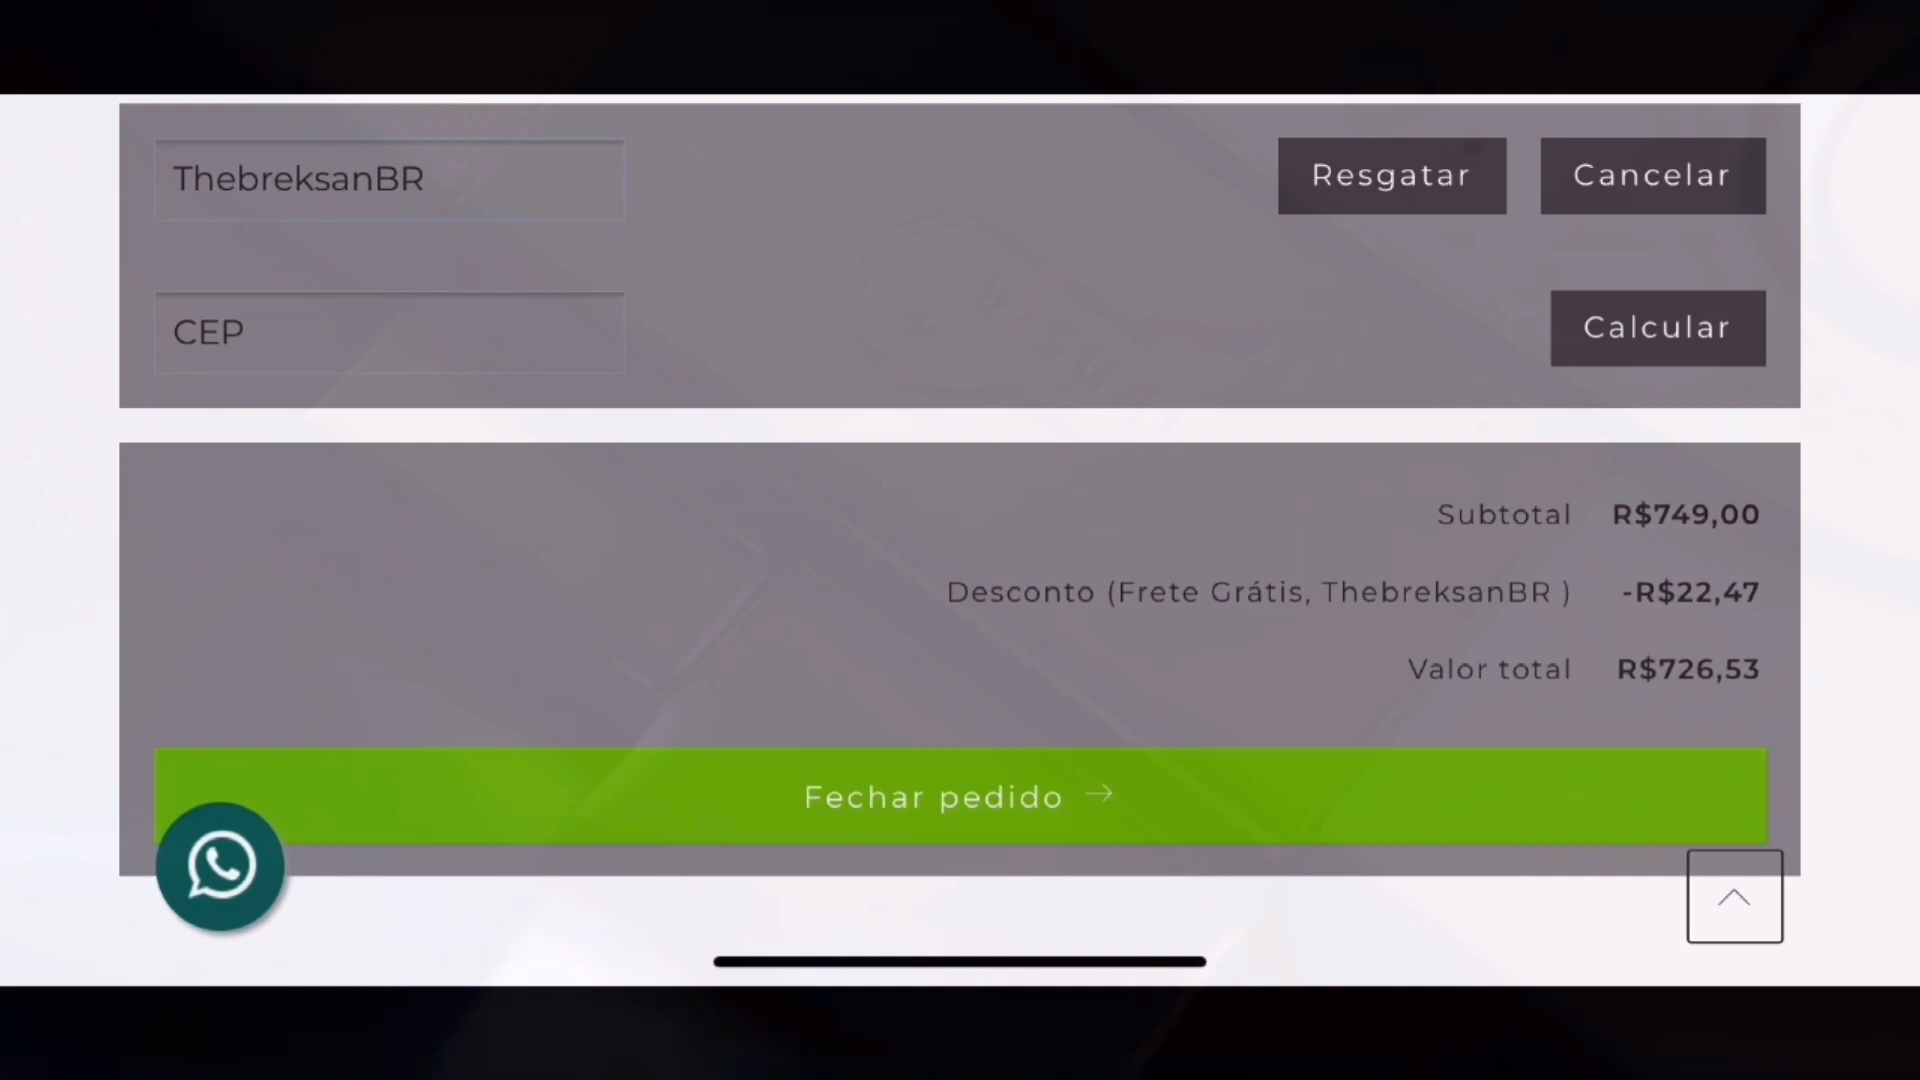 ThebreksanBR
Resgatar
Cancelar
CEP
Calcular
Subtotal R$749,00
Desconto (Frete Grátis, ThebreksanBR ) -R$22,47
Valor total R$726,53
Fechar pedido →